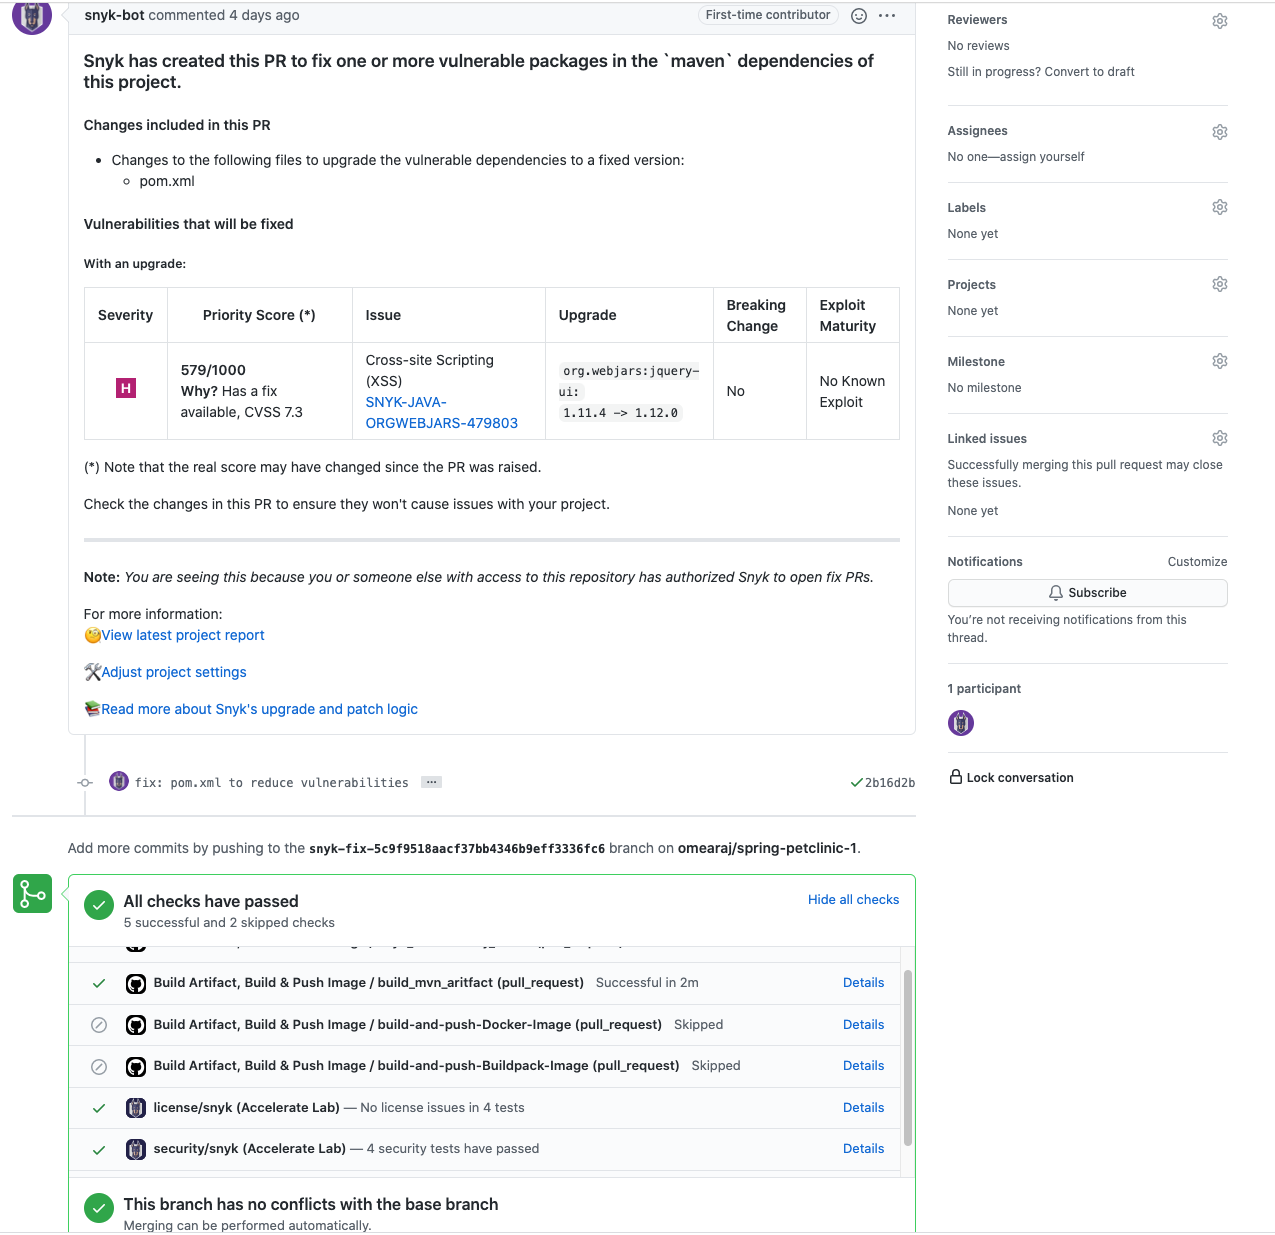 snyk-bot commented 4 days ago
First-time contributor
Snyk has created this PR to fix one or more vulnerable packages in the `maven` dependencies of
this project.
Changes included in this PR
• Changes to the following files to upgrade the vulnerable dependencies to a fixed version:
◦ pom.xml
Vulnerabilities that will be fixed
With an upgrade:
Severity
Priority Score (*)
Issue
Upgrade
Breaking
Change
Exploit
Maturity
H
579/1000
Why? Has a fix
available, CVSS 7.3
Cross-site Scripting
(XSS)
SNYK-JAVA-
ORGWEBJARS-479803
org.webjars:jquery-
ui:
1.11.4 -> 1.12.0
No
No Known
Exploit
(*) Note that the real score may have changed since the PR was raised.
Check the changes in this PR to ensure they won't cause issues with your project.
Note: You are seeing this because you or someone else with access to this repository has authorized Snyk to open fix PRs.
For more information:
🧐View latest project report
🛠Adjust project settings
📚Read more about Snyk's upgrade and patch logic
fix: pom.xml to reduce vulnerabilities
2b16d2b
Add more commits by pushing to the snyk-fix-5c9f9518aacf37bb4346b9eff3336fc6 branch on omearaj/spring-petclinic-1.
All checks have passed
5 successful and 2 skipped checks
Hide all checks
Build Artifact, Build & Push Image / build_mvn_aritfact (pull_request) Successful in 2m
Details
Build Artifact, Build & Push Image / build-and-push-Docker-Image (pull_request) Skipped
Details
Build Artifact, Build & Push Image / build-and-push-Buildpack-Image (pull_request) Skipped
Details
license/snyk (Accelerate Lab) — No license issues in 4 tests
Details
security/snyk (Accelerate Lab) — 4 security tests have passed
Details
This branch has no conflicts with the base branch
Merging can be performed automatically.
Reviewers
No reviews
Still in progress? Convert to draft
Assignees
No one—assign yourself
Labels
None yet
Projects
None yet
Milestone
No milestone
Linked issues
Successfully merging this pull request may close
these issues.
None yet
Notifications
Customize
Subscribe
You're not receiving notifications from this
thread.
1 participant
Lock conversation